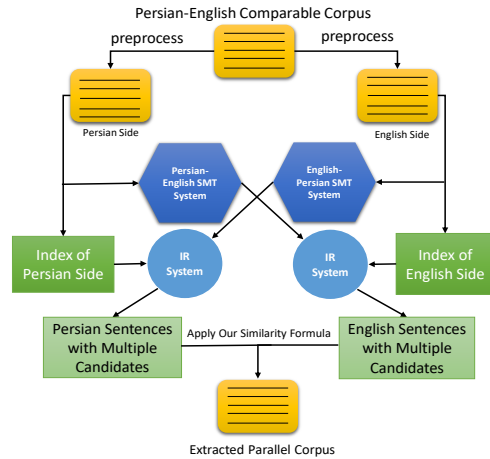 Persian-English Comparable Corpus
preprocess
preprocess
Persian Side
English Side
Persian-
English SMT
System
English-
Persian SMT
System
Index of
Persian Side
IR
System
IR
System
Index of
English Side
Persian Sentences
with Multiple
Candidates
Apply Our Similarity Formula
English Sentences
with Multiple
Candidates
Extracted Parallel Corpus